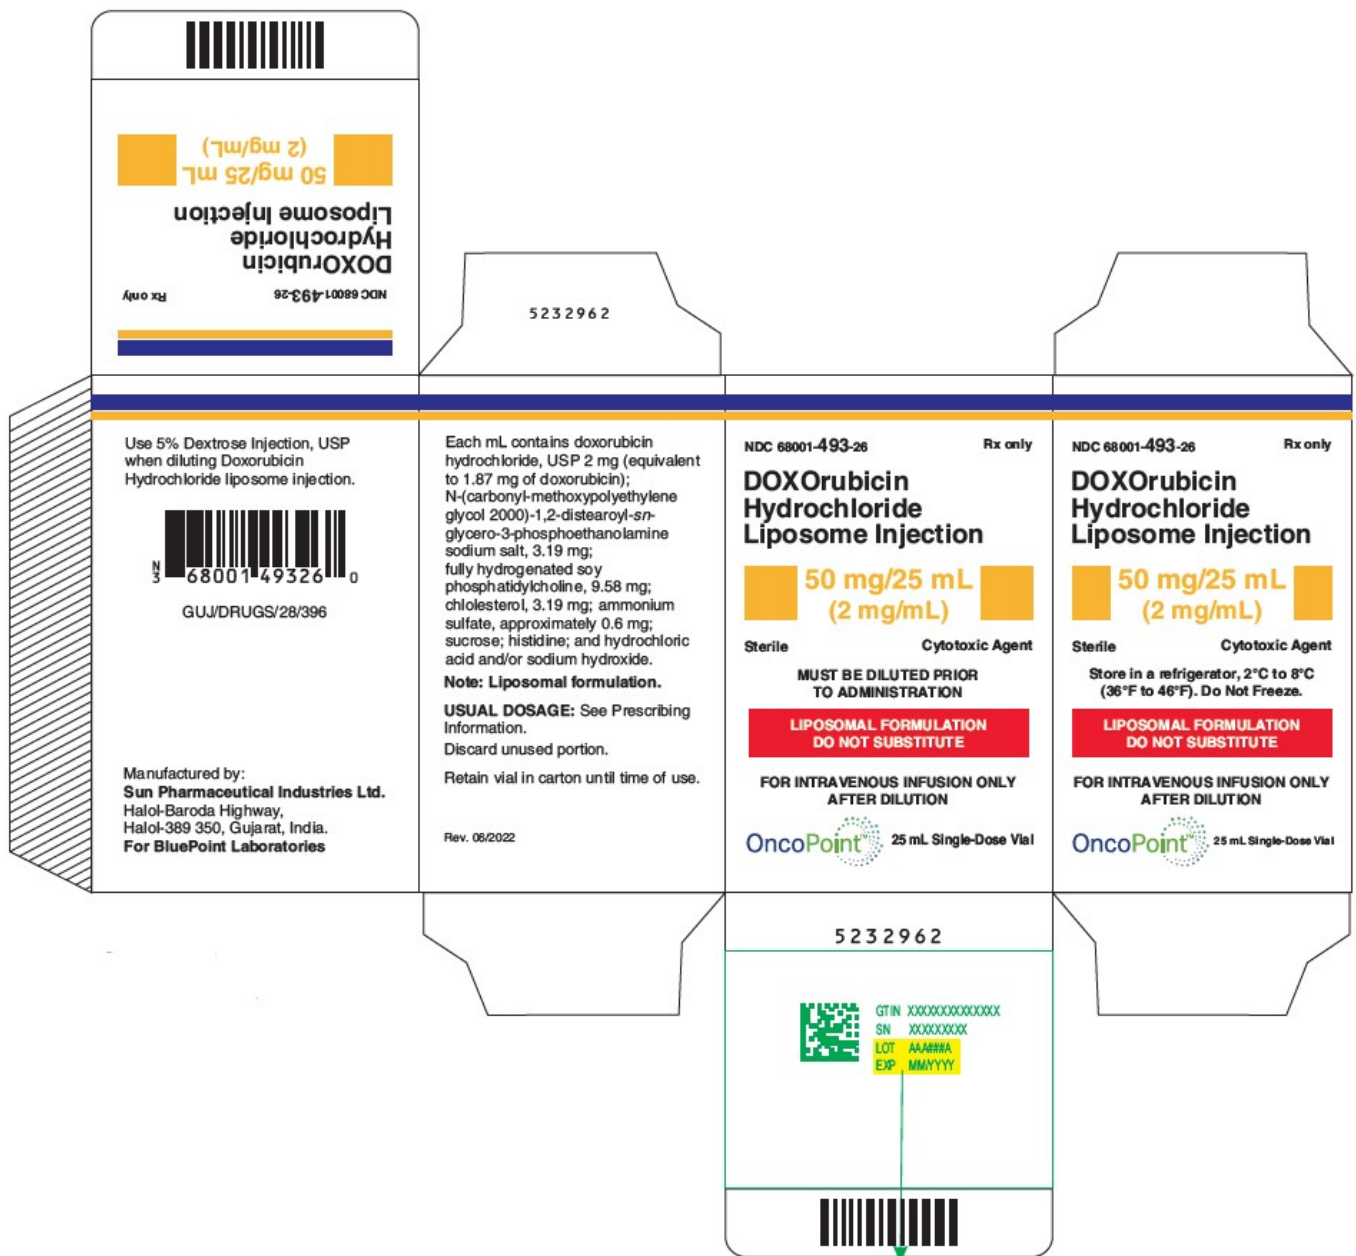 50 mg/25 mL
(2 mg/mL)
DOXOrubicin
Hydrochloride
Liposome Injection
NDC 68001-493-26 Rx only
5232962
Use 5% Dextrose Injection, USP
when diluting Doxorubicin
Hydrochloride liposome injection.
N
3 68001 49326 0
GUJ/DRUGS/28/396
Manufactured by:
Sun Pharmaceutical Industries Ltd.
Halol-Baroda Highway,
Halol-389 350, Gujarat, India.
For BluePoint Laboratories
Each mL contains doxorubicin
hydrochloride, USP 2 mg (equivalent
to 1.87 mg of doxorubicin);
N-(carbonyl-methoxypolyethylene
glycol 2000)-1,2-distearoyl-sn-
glycero-3-phosphoethanolamine
sodium salt, 3.19 mg;
fully hydrogenated soy
phosphatidylcholine, 9.58 mg;
chlolesterol, 3.19 mg; ammonium
sulfate, approximately 0.6 mg;
sucrose; histidine; and hydrochloric
acid and/or sodium hydroxide.
Note: Liposomal formulation.
USUAL DOSAGE: See Prescribing
Information.
Discard unused portion.
Retain vial in carton until time of use.
Rev. 06/2022
NDC 68001-493-26 Rx only
DOXOrubicin
Hydrochloride
Liposome Injection
50 mg/25 mL
(2 mg/mL)
Sterile Cytotoxic Agent
MUST BE DILUTED PRIOR
TO ADMINISTRATION
LIPOSOMAL FORMULATION
DO NOT SUBSTITUTE
FOR INTRAVENOUS INFUSION ONLY
AFTER DILUTION
OncoPoint™ 25 mL Single-Dose Vial
NDC 68001-493-26 Rx only
DOXOrubicin
Hydrochloride
Liposome Injection
50 mg/25 mL
(2 mg/mL)
Sterile Cytotoxic Agent
Store in a refrigerator, 2°C to 8°C
(36°F to 46°F). Do Not Freeze.
LIPOSOMAL FORMULATION
DO NOT SUBSTITUTE
FOR INTRAVENOUS INFUSION ONLY
AFTER DILUTION
OncoPoint™ 25 mL Single-Dose Vial
5232962
GTIN XXXXXXXXXXXXXX
SN XXXXXXXXX
LOT AAA###A
EXP MM/YYYY